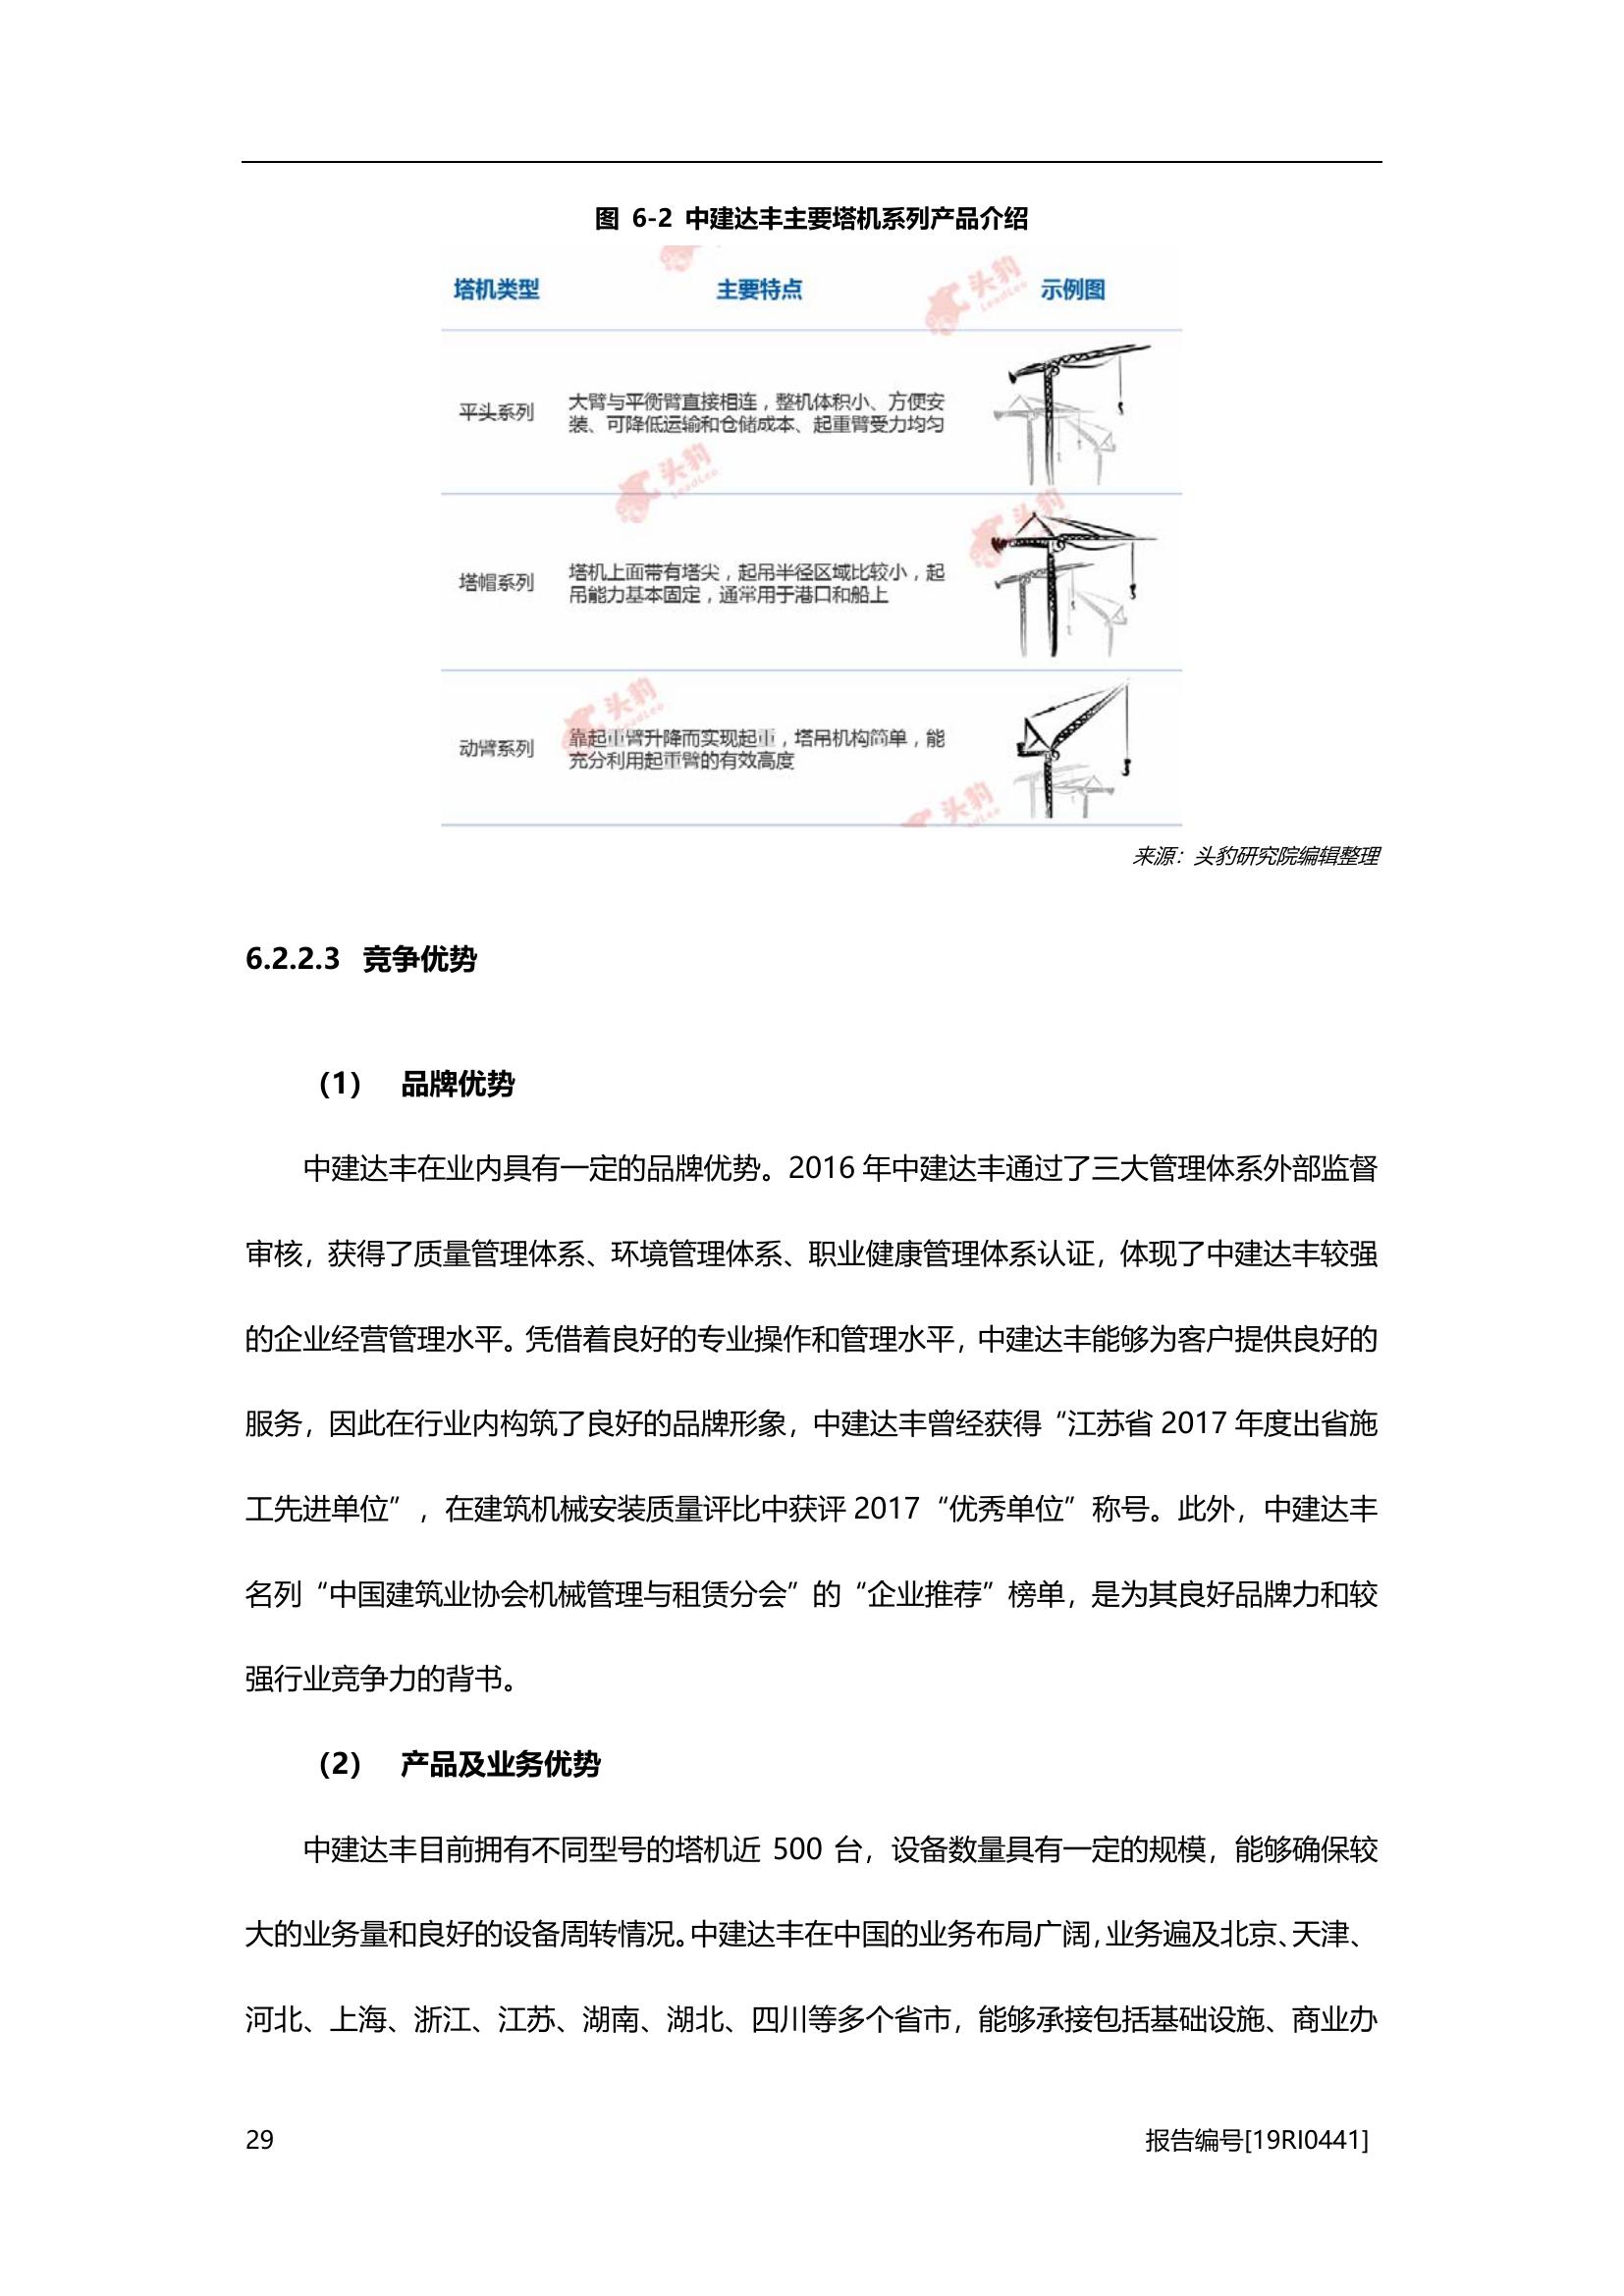 图 6-2 中建达丰主要塔机系列产品介绍
塔机类型 主要特点 示例图
平头系列 大臂与平衡臂直接相连，整机体积小、方便安
装、可降低运输和仓储成本、起重臂受力均匀
塔帽系列 塔机上面带有塔尖，起吊半径区域比较小，起
吊能力基本固定，通常用于港口和船上
动臂系列 靠起重臂升降而实现起重，塔吊机构简单，能
充分利用起重臂的有效高度
头豹
LeadLeo
头豹
LeadLeo
头豹
头豹
LeadLeo
头豹
LeadLeo
来源：头豹研究院编辑整理
6.2.2.3 竞争优势
（1） 品牌优势
中建达丰在业内具有一定的品牌优势。2016 年中建达丰通过了三大管理体系外部监督
审核，获得了质量管理体系、环境管理体系、职业健康管理体系认证，体现了中建达丰较强
的企业经营管理水平。凭借着良好的专业操作和管理水平，中建达丰能够为客户提供良好的
服务，因此在行业内构筑了良好的品牌形象，中建达丰曾经获得“江苏省 2017 年度出省施
工先进单位”，在建筑机械安装质量评比中获评 2017“优秀单位”称号。此外，中建达丰
名列“中国建筑业协会机械管理与租赁分会”的“企业推荐”榜单，是为其良好品牌力和较
强行业竞争力的背书。
（2） 产品及业务优势
中建达丰目前拥有不同型号的塔机近 500 台，设备数量具有一定的规模，能够确保较
大的业务量和良好的设备周转情况。中建达丰在中国的业务布局广阔，业务遍及北京、天津、
河北、上海、浙江、江苏、湖南、湖北、四川等多个省市，能够承接包括基础设施、商业办
29 报告编号[19RI0441]